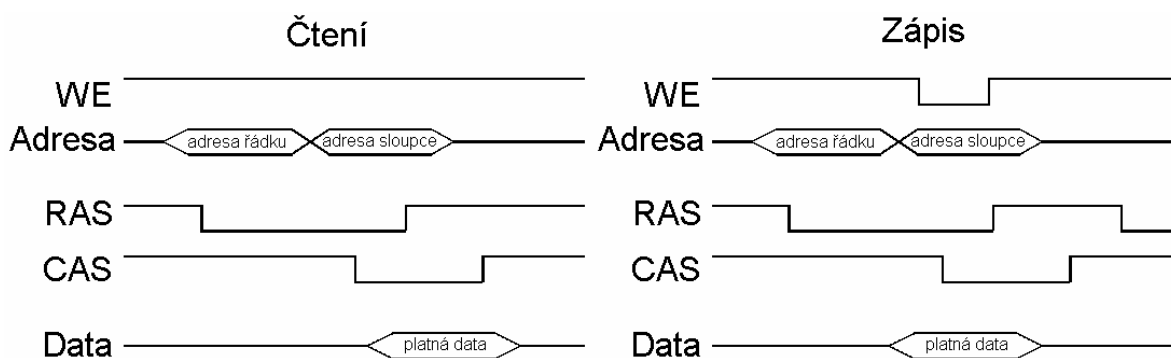 Čtení
WE
Adresa
adresa řádku
adresa sloupce
RAS
CAS
Data
platná data
Zápis
WE
Adresa
adresa řádku
adresa sloupce
RAS
CAS
Data
platná data